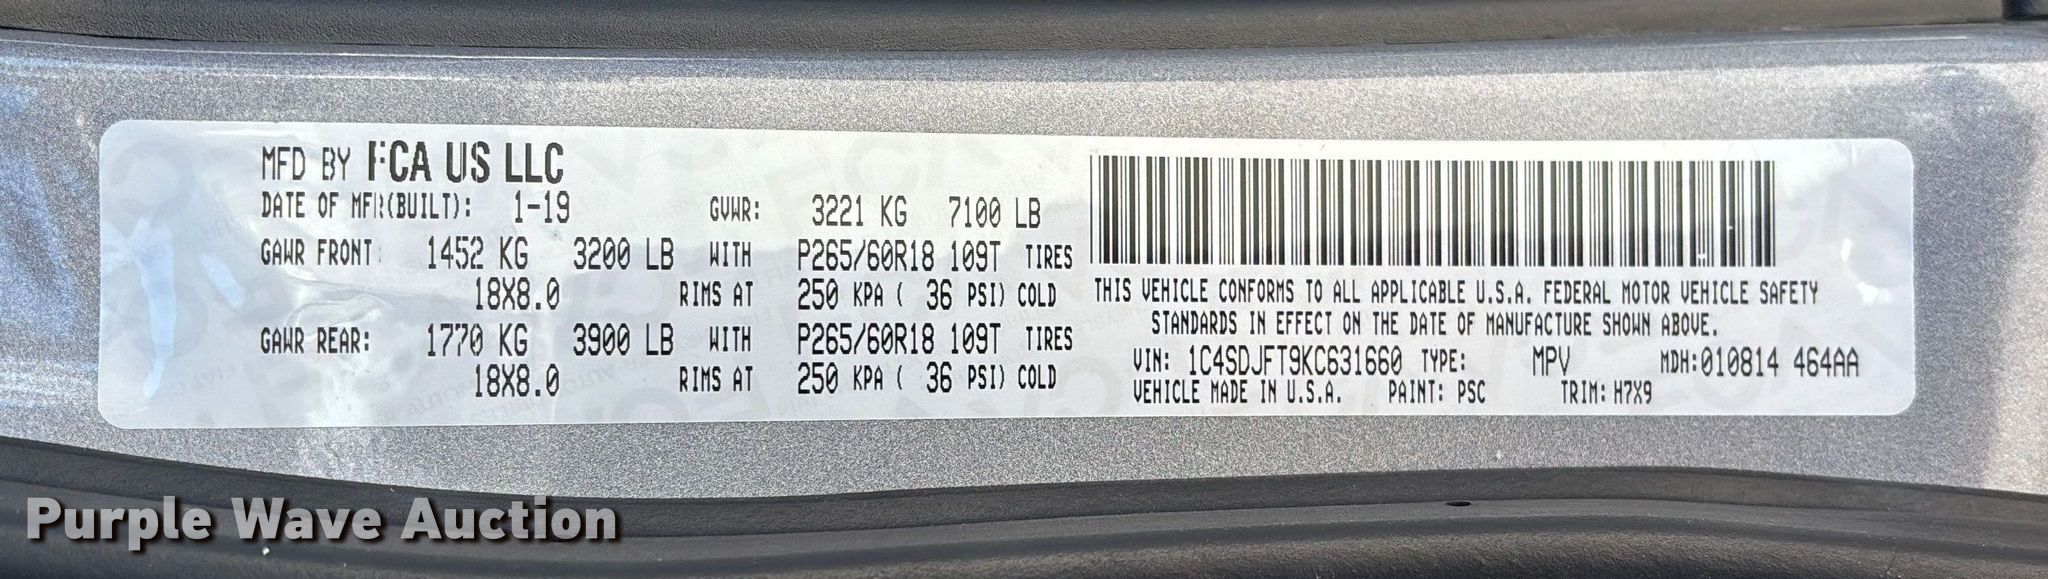 MFD BY FCA US LLC
DATE OF MFR(BUILT): 1-19 GVWR: 3221 KG 7100 LB
GAWR FRONT: 1452 KG 3200 LB WITH P265/60R18 109T TIRES
18X8.0 RIMS AT 250 KPA ( 36 PSI) COLD
GAWR REAR: 1770 KG 3900 LB WITH P265/60R18 109T TIRES
18X8.0 RIMS AT 250 KPA ( 36 PSI) COLD
THIS VEHICLE CONFORMS TO ALL APPLICABLE U.S.A. FEDERAL MOTOR VEHICLE SAFETY
STANDARDS IN EFFECT ON THE DATE OF MANUFACTURE SHOWN ABOVE.
VIN: 1C4SDJFT9KC631660 TYPE: MPV MDH:010814 464AA
VEHICLE MADE IN U.S.A. PAINT: PSC TRIM: H7X9
Purple Wave Auction